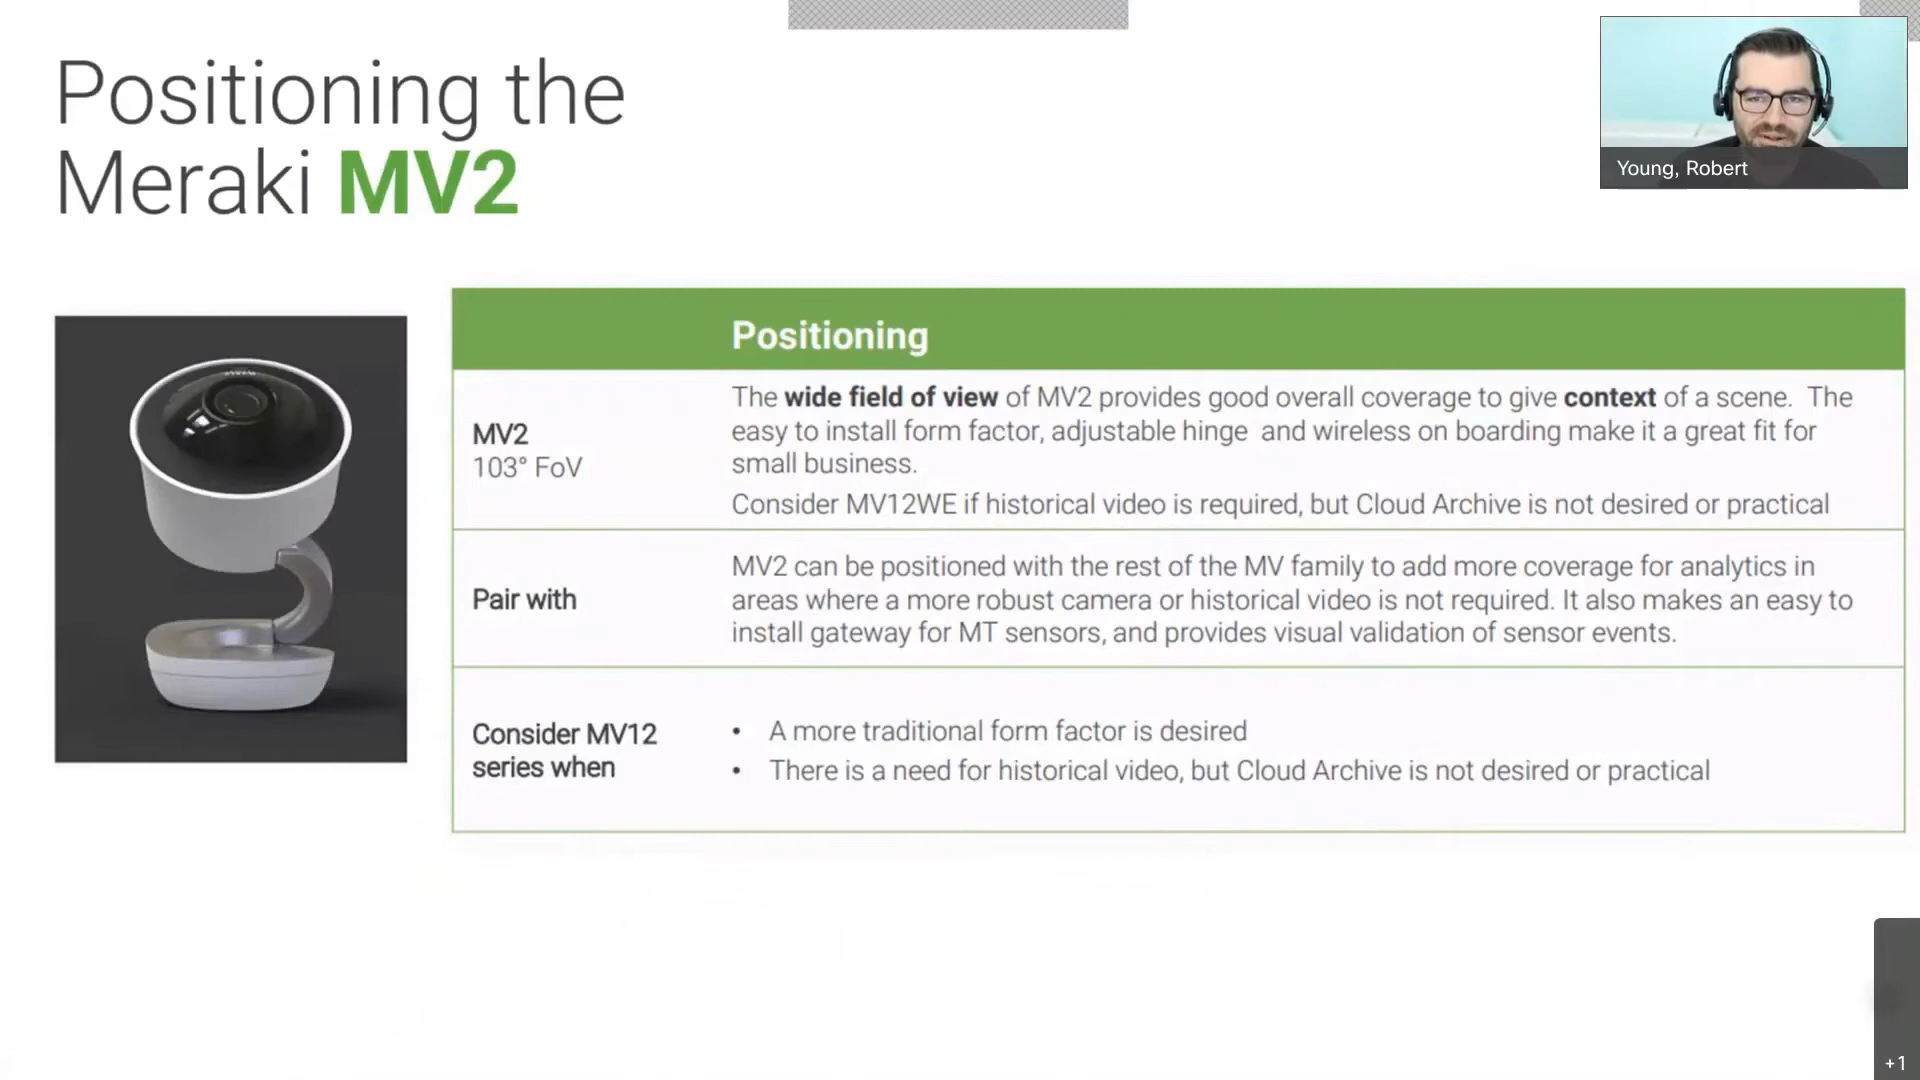 Positioning the
Meraki MV2
Young, Robert
Positioning
MV2
103° FoV
The wide field of view of MV2 provides good overall coverage to give context of a scene.  The
easy to install form factor, adjustable hinge  and wireless on boarding make it a great fit for
small business.
Consider MV12WE if historical video is required, but Cloud Archive is not desired or practical
Pair with
MV2 can be positioned with the rest of the MV family to add more coverage for analytics in
areas where a more robust camera or historical video is not required. It also makes an easy to
install gateway for MT sensors, and provides visual validation of sensor events.
Consider MV12
series when
• A more traditional form factor is desired
• There is a need for historical video, but Cloud Archive is not desired or practical
+1